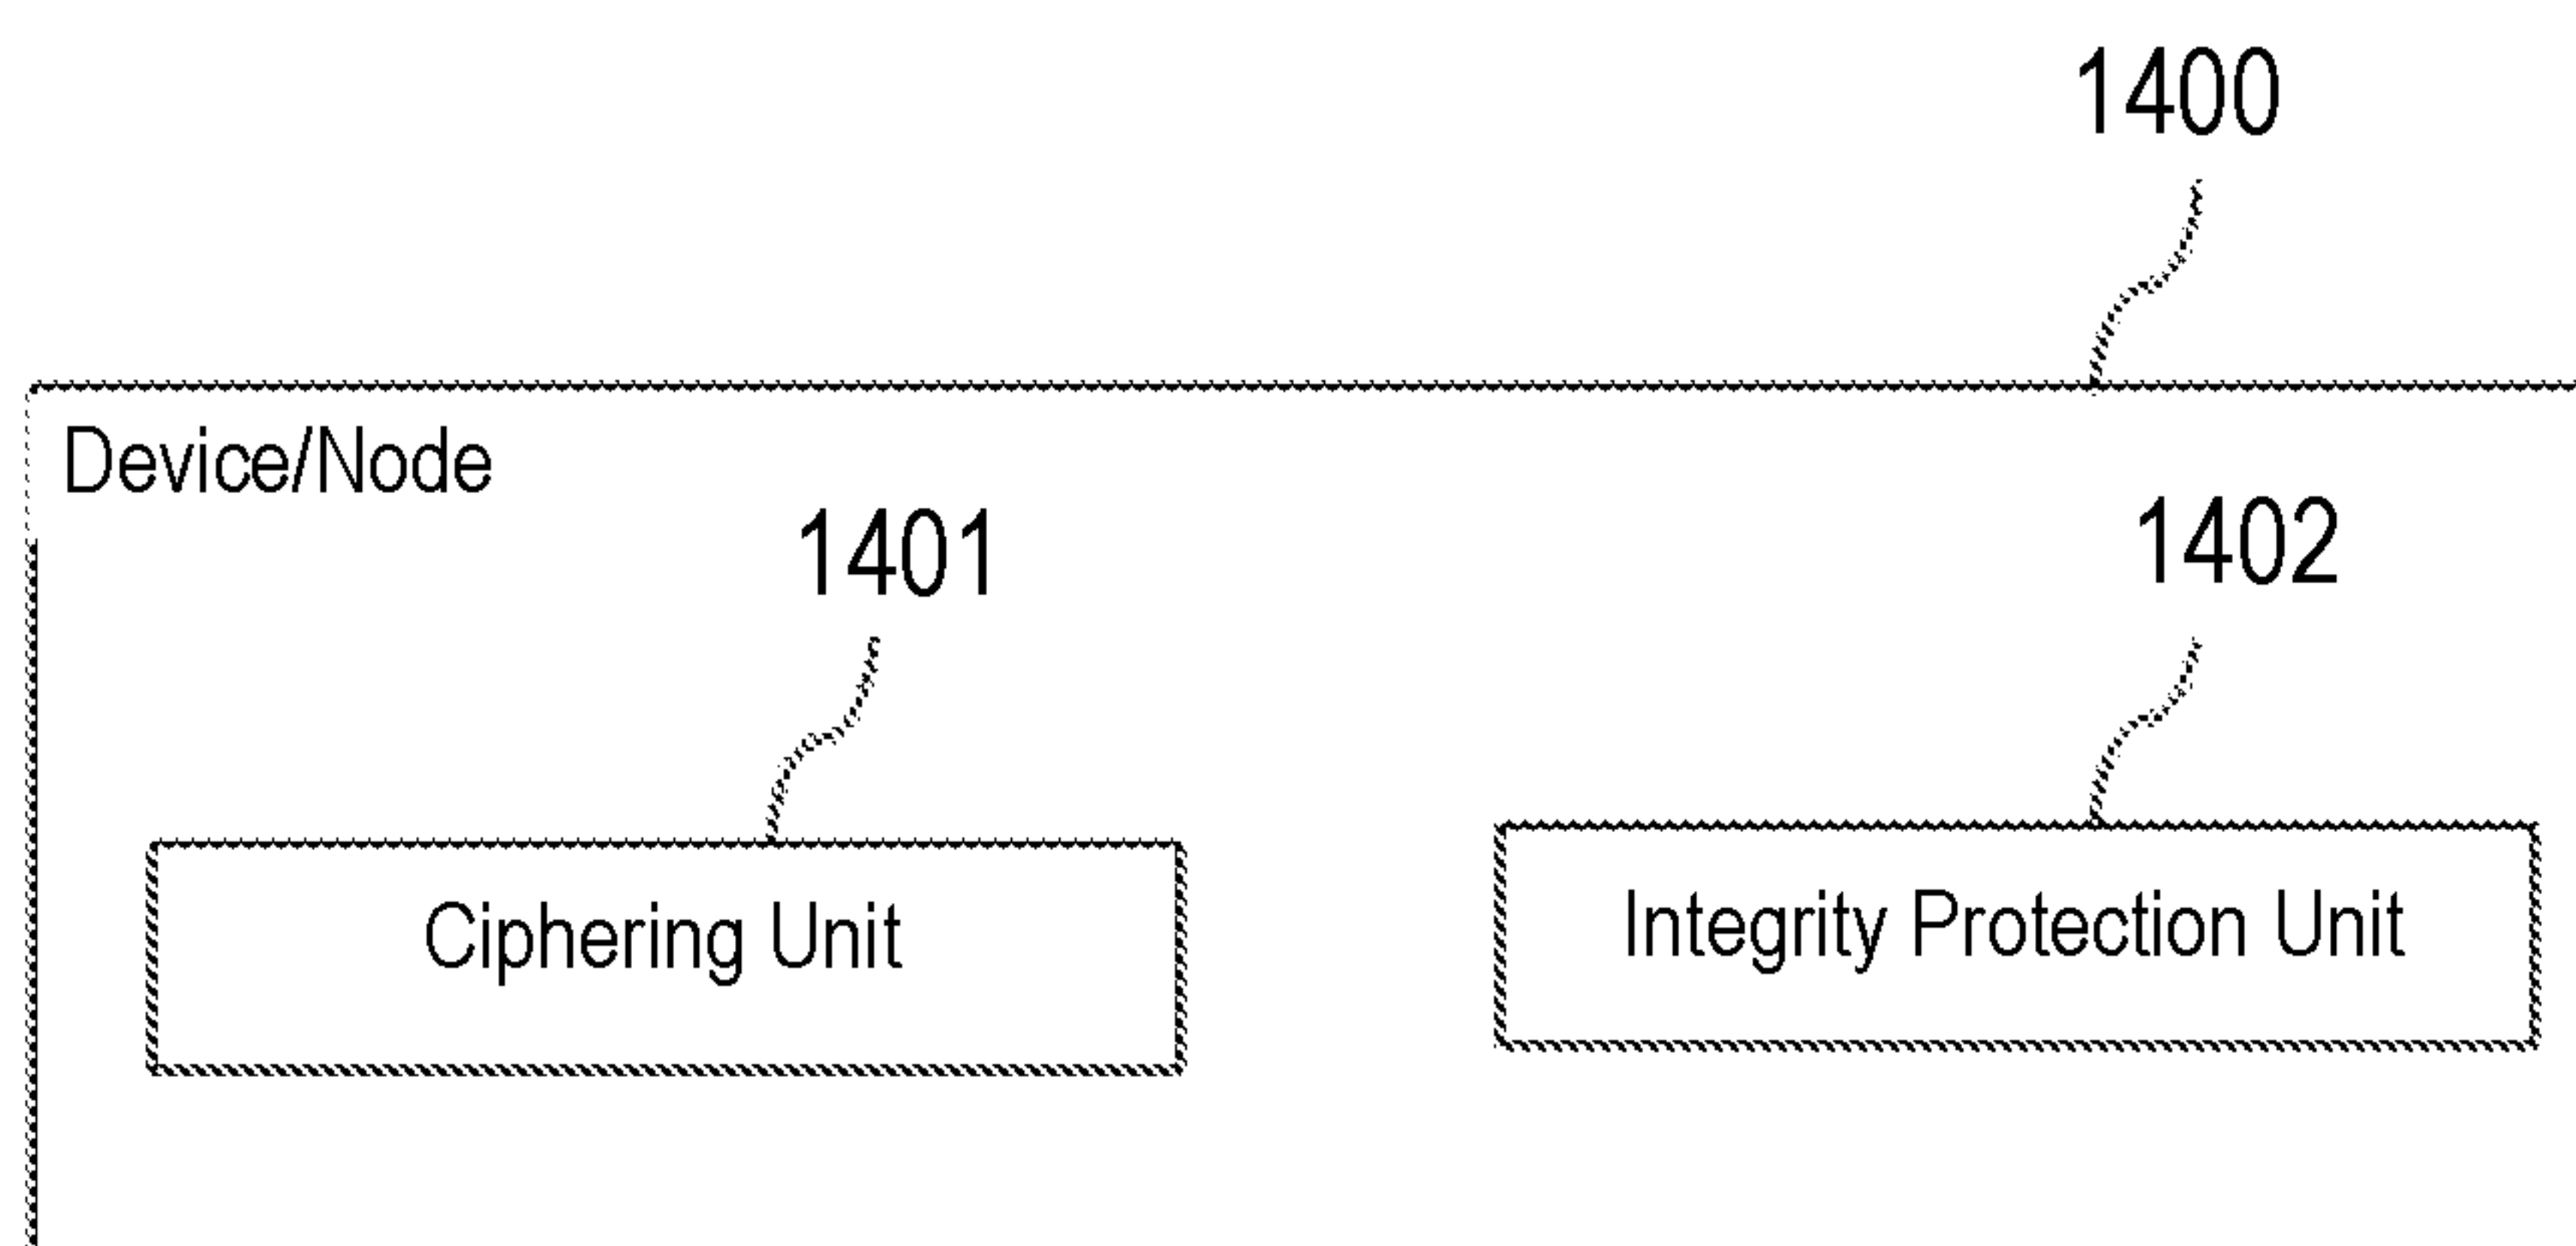 1400
Device/Node
1401
1402
Ciphering Unit
Integrity Protection Unit